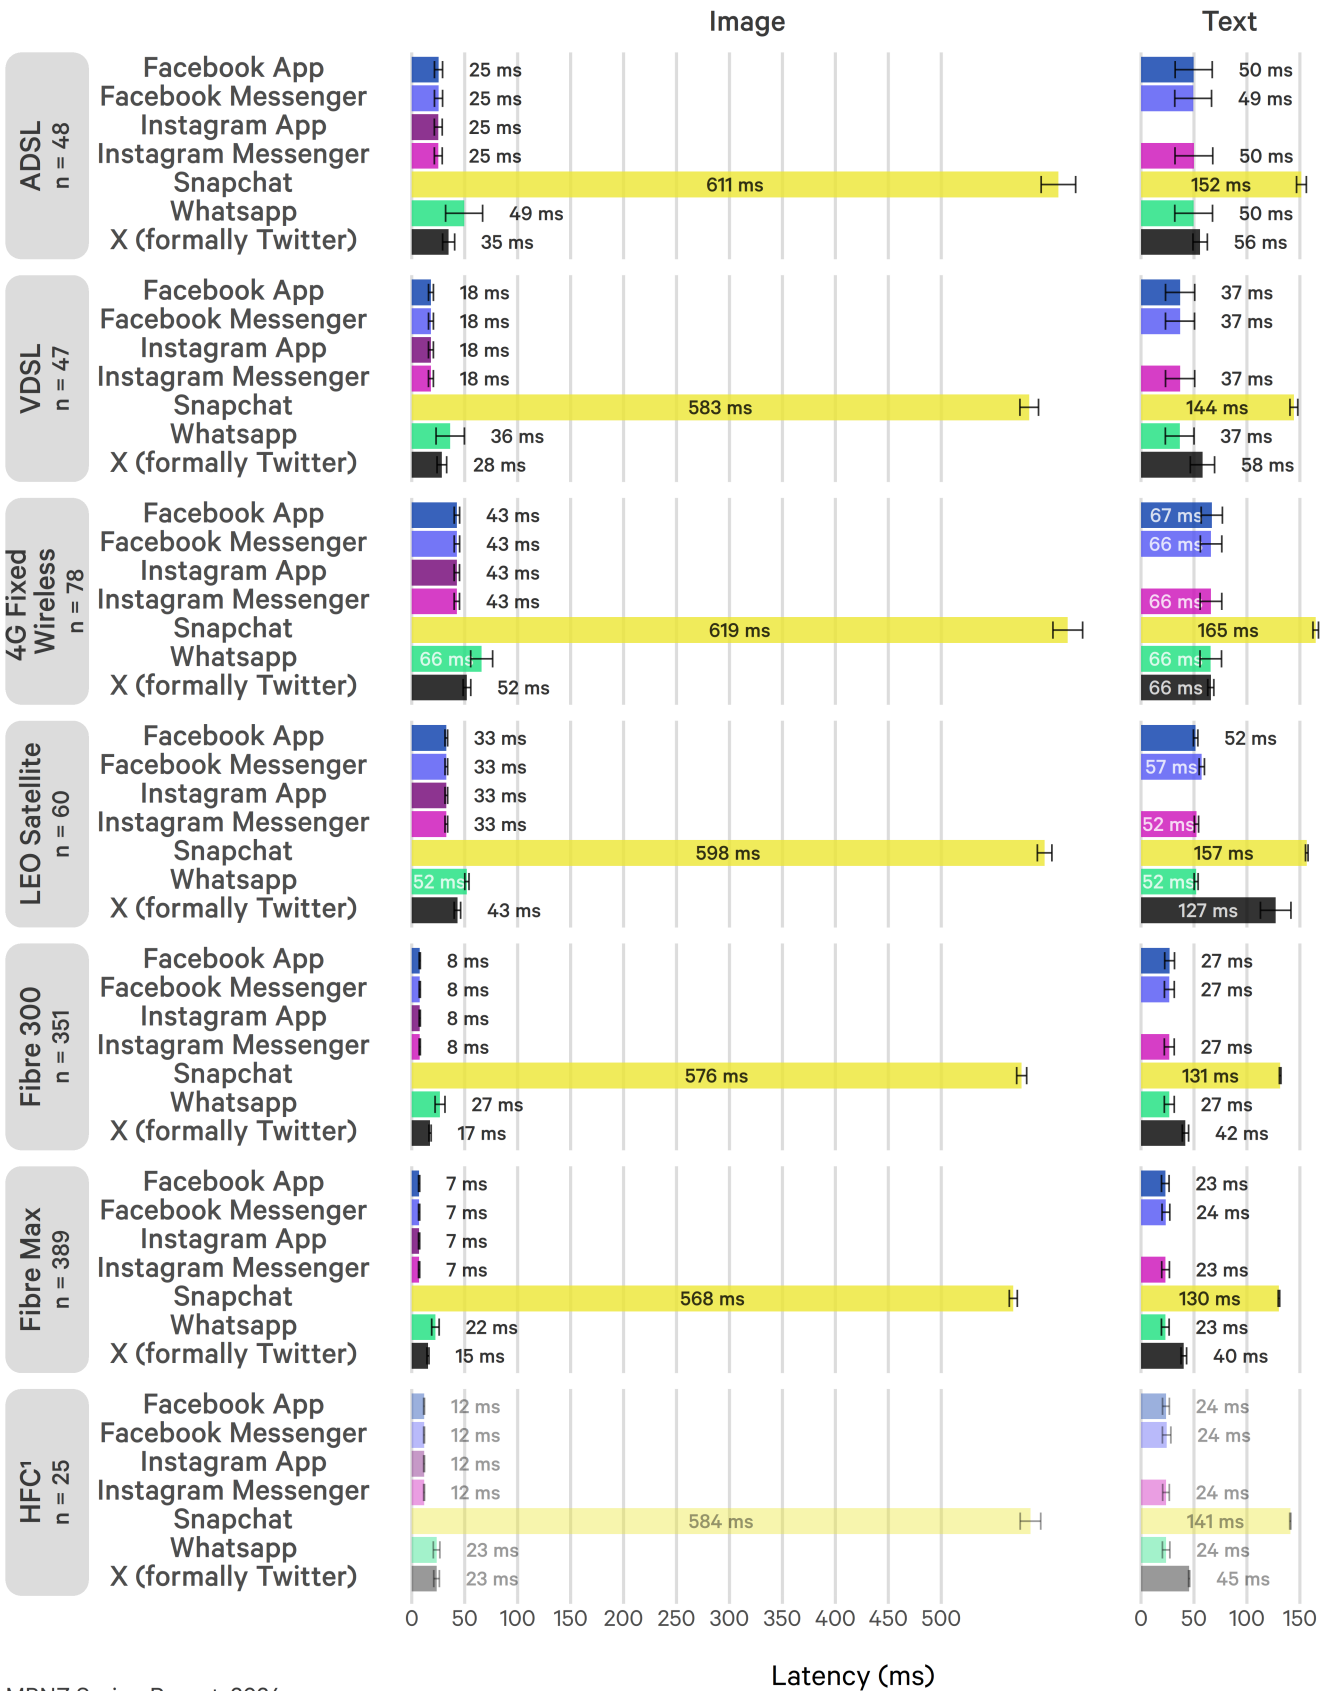 Image Text
ADSL
n = 48
Facebook App 25 ms 50 ms
Facebook Messenger 25 ms 49 ms
Instagram App 25 ms
Instagram Messenger 25 ms 50 ms
Snapchat 611 ms 152 ms
Whatsapp 49 ms 50 ms
X (formally Twitter) 35 ms 56 ms
VDSL
n = 47
Facebook App 18 ms 37 ms
Facebook Messenger 18 ms 37 ms
Instagram App 18 ms
Instagram Messenger 18 ms 37 ms
Snapchat 583 ms 144 ms
Whatsapp 36 ms 37 ms
X (formally Twitter) 28 ms 58 ms
4G Fixed
Wireless
n = 78
Facebook App 43 ms 67 ms
Facebook Messenger 43 ms 66 ms
Instagram App 43 ms
Instagram Messenger 43 ms 66 ms
Snapchat 619 ms 165 ms
Whatsapp 66 ms 66 ms
X (formally Twitter) 52 ms 66 ms
LEO Satellite
n = 60
Facebook App 33 ms 52 ms
Facebook Messenger 33 ms 57 ms
Instagram App 33 ms
Instagram Messenger 33 ms 52 ms
Snapchat 598 ms 157 ms
Whatsapp 52 ms 52 ms
X (formally Twitter) 43 ms 127 ms
Fibre 300
n = 351
Facebook App 8 ms 27 ms
Facebook Messenger 8 ms 27 ms
Instagram App 8 ms
Instagram Messenger 8 ms 27 ms
Snapchat 576 ms 131 ms
Whatsapp 27 ms 27 ms
X (formally Twitter) 17 ms 42 ms
Fibre Max
n = 389
Facebook App 7 ms 23 ms
Facebook Messenger 7 ms 24 ms
Instagram App 7 ms
Instagram Messenger 7 ms 23 ms
Snapchat 568 ms 130 ms
Whatsapp 22 ms 23 ms
X (formally Twitter) 15 ms 40 ms
HFC¹
n = 25
Facebook App 12 ms 24 ms
Facebook Messenger 12 ms 24 ms
Instagram App 12 ms
Instagram Messenger 12 ms 24 ms
Snapchat 584 ms 141 ms
Whatsapp 23 ms 24 ms
X (formally Twitter) 23 ms 45 ms
0 50 100 150 200 250 300 350 400 450 500 0 50 100 150
Latency (ms)